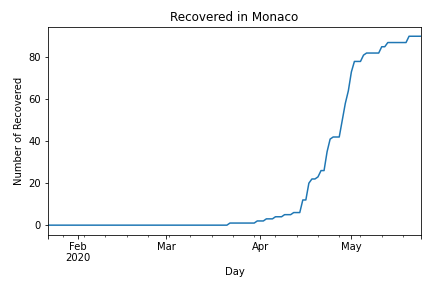 Recovered in Monaco
Number of Recovered
80
60
40
20
0
Feb
2020
Mar
Apr
May
Day